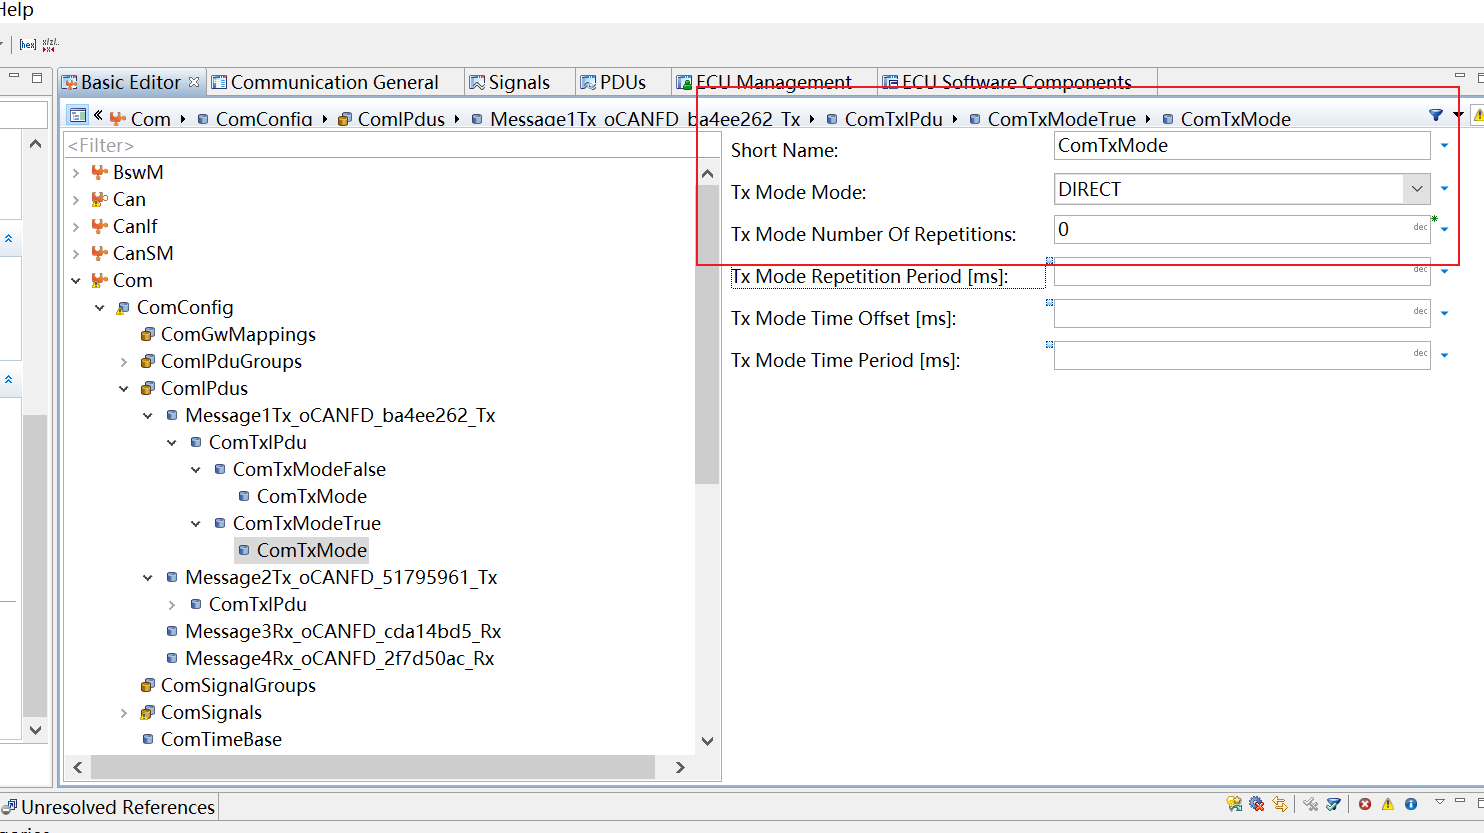 Help
[hex] x/z/..
Basic Editor Communication General Signals PDUs ECU Management ECU Software Components
« Com ComConfig ComIPdus Message1Tx_oCANFD_ba4ee262_Tx ComTxIPdu ComTxModeTrue ComTxMode
<Filter>
BswM
Can
CanIf
CanSM
Com
ComConfig
ComGwMappings
ComIPduGroups
ComIPdus
Message1Tx_oCANFD_ba4ee262_Tx
ComTxIPdu
ComTxModeFalse
ComTxMode
ComTxModeTrue
ComTxMode
Message2Tx_oCANFD_51795961_Tx
ComTxIPdu
Message3Rx_oCANFD_cda14bd5_Rx
Message4Rx_oCANFD_2f7d50ac_Rx
ComSignalGroups
ComSignals
ComTimeBase
Short Name: ComTxMode
Tx Mode Mode: DIRECT
Tx Mode Number Of Repetitions: 0 dec
Tx Mode Repetition Period [ms]: dec
Tx Mode Time Offset [ms]: dec
Tx Mode Time Period [ms]: dec
Unresolved References